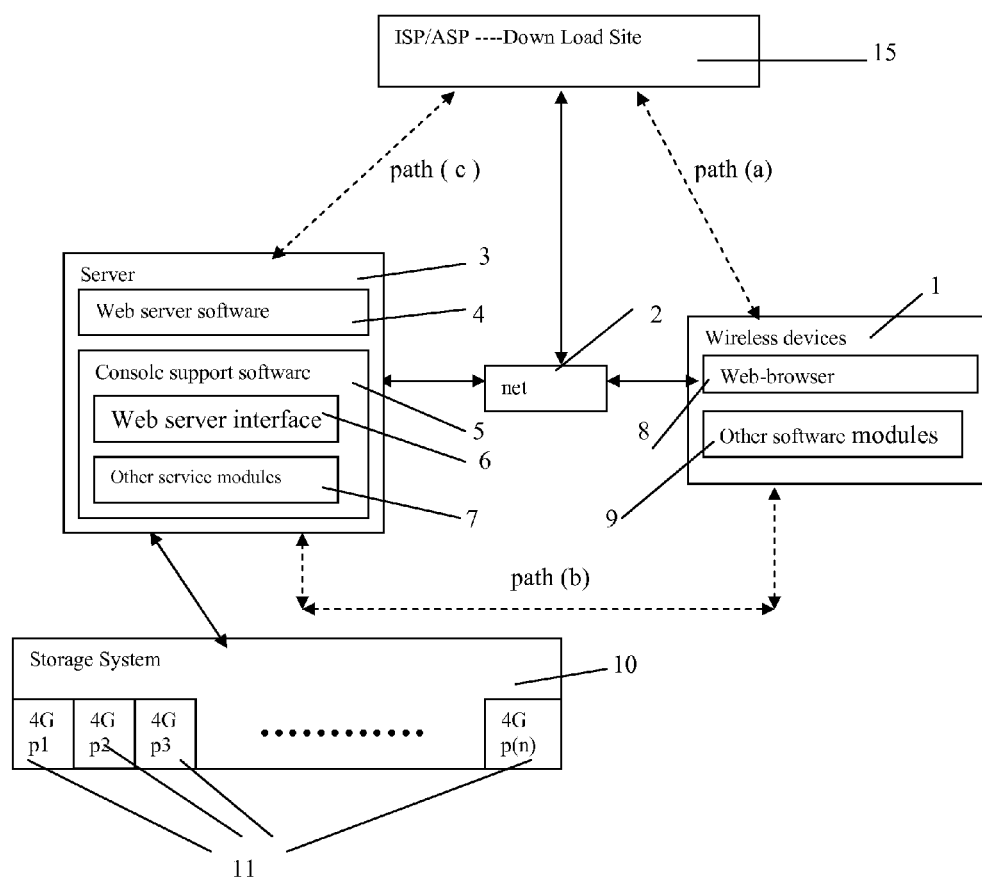 ISP/ASP ----Down Load Site
15
path ( c )
path (a)
Server
3
Web server software
4
Console support software
5
Web server interface
6
Other service modules
7
net
2
1
Wireless devices
Web-browser
8
Other software modules
9
path (b)
Storage System
10
4G
p1
4G
p2
4G
p3
............
4G
p(n)
11